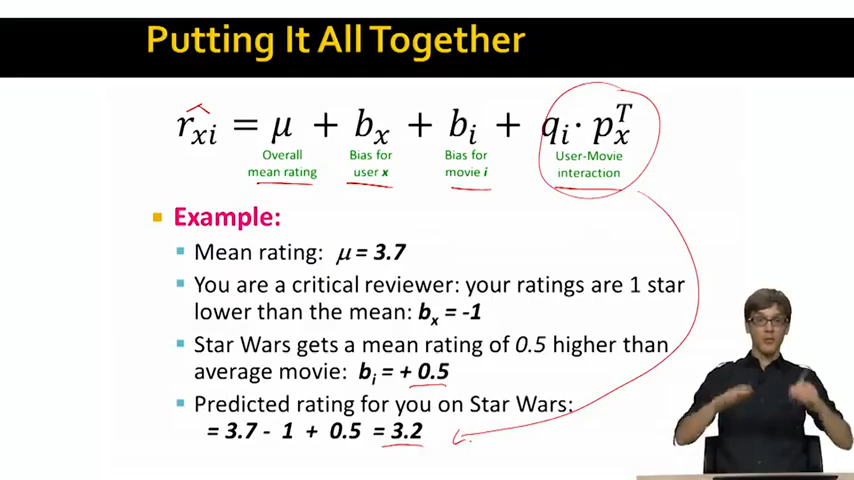 Putting It All Together
r̂xi = μ + bx + bi + qi · pxT
Overall mean rating
Bias for user x
Bias for movie i
User-Movie interaction
Example:
Mean rating: μ = 3.7
You are a critical reviewer: your ratings are 1 star
lower than the mean: bx = -1
Star Wars gets a mean rating of 0.5 higher than
average movie: bi = + 0.5
Predicted rating for you on Star Wars:
= 3.7 - 1 + 0.5 = 3.2